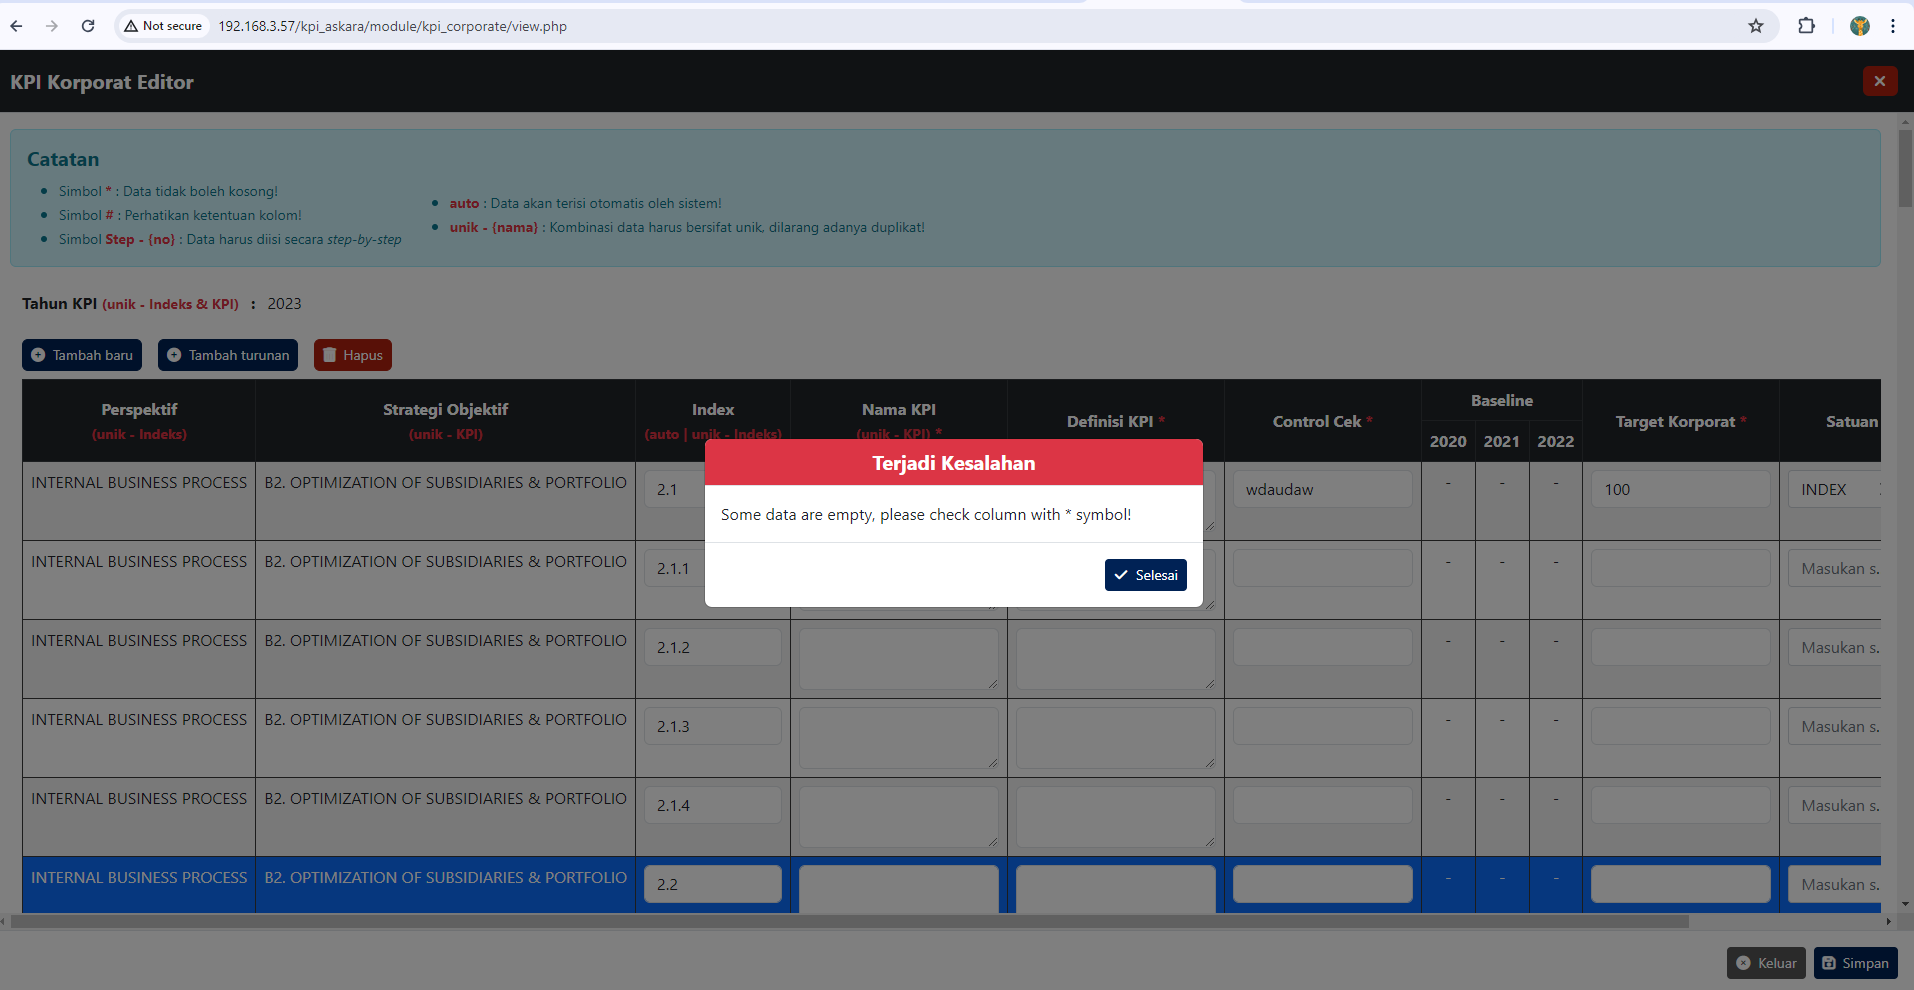 Not secure 192.168.3.57/kpi_askara/module/kpi_corporate/view.php
KPI Korporat Editor
Catatan
Simbol * : Data tidak boleh kosong!
Simbol # : Perhatikan ketentuan kolom!
Simbol Step - {no} : Data harus diisi secara step-by-step
auto : Data akan terisi otomatis oleh sistem!
unik - {nama} : Kombinasi data harus bersifat unik, dilarang adanya duplikat!
Tahun KPI (unik - Indeks & KPI) : 2023
Tambah baru Tambah turunan Hapus
Perspektif Strategi Objektif Index Nama KPI Definisi KPI * Control Cek * Baseline Target Korporat * Satuan
(unik - Indeks) (unik - KPI) (auto | unik - Indeks) (unik - KPI) * 2020 2021 2022
Terjadi Kesalahan
Some data are empty, please check column with * symbol!
Selesai
INTERNAL BUSINESS PROCESS B2. OPTIMIZATION OF SUBSIDIARIES & PORTFOLIO 2.1 wdaudaw - - - 100 INDEX
INTERNAL BUSINESS PROCESS B2. OPTIMIZATION OF SUBSIDIARIES & PORTFOLIO 2.1.1 - - - Masukan s.
INTERNAL BUSINESS PROCESS B2. OPTIMIZATION OF SUBSIDIARIES & PORTFOLIO 2.1.2 - - - Masukan s.
INTERNAL BUSINESS PROCESS B2. OPTIMIZATION OF SUBSIDIARIES & PORTFOLIO 2.1.3 - - - Masukan s.
INTERNAL BUSINESS PROCESS B2. OPTIMIZATION OF SUBSIDIARIES & PORTFOLIO 2.1.4 - - - Masukan s.
INTERNAL BUSINESS PROCESS B2. OPTIMIZATION OF SUBSIDIARIES & PORTFOLIO 2.2 - - - Masukan s.
Keluar Simpan